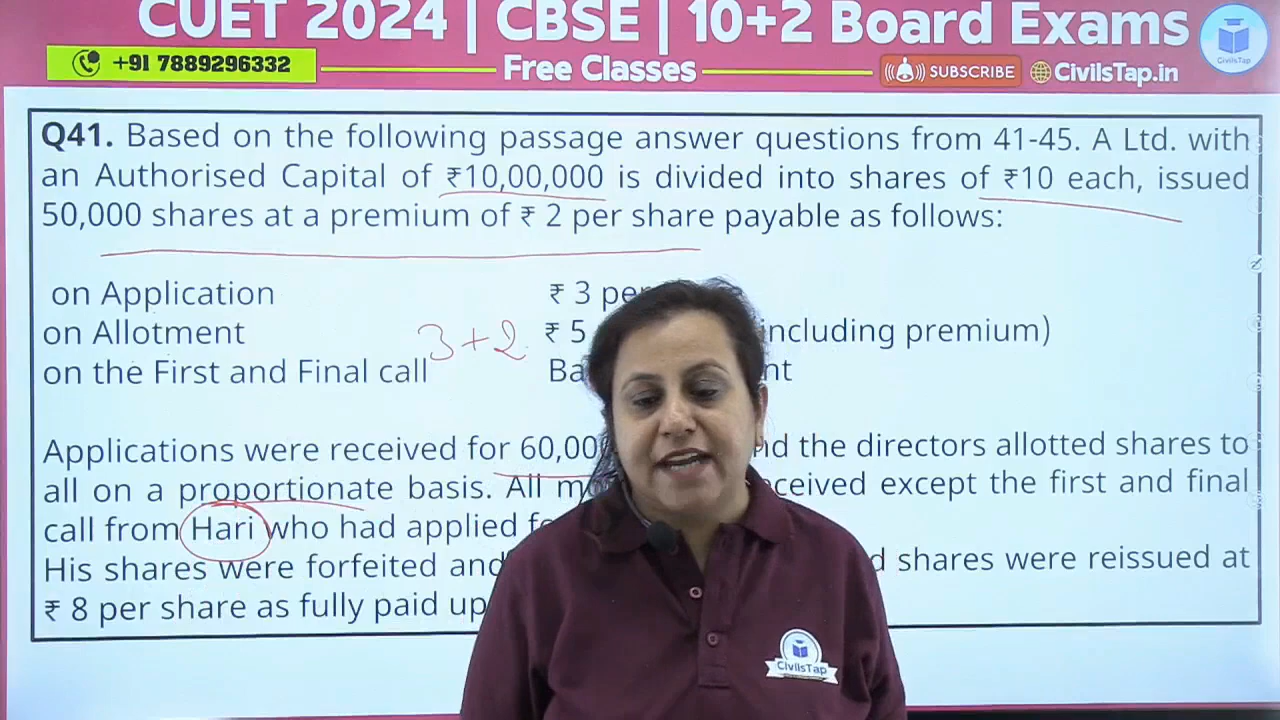 CUET 2024 | CBSE | 10+2 Board Exams
+91 7889296332 Free Classes SUBSCRIBE CivilsTap.in
CivilsTap
Q41. Based on the following passage answer questions from 41-45. A Ltd. with
an Authorised Capital of ₹10,00,000 is divided into shares of ₹10 each, issued
50,000 shares at a premium of ₹ 2 per share payable as follows:
on Application ₹ 3 per
on Allotment 3+2 ₹ 5 including premium)
on the First and Final call
Applications were received for 60,00 the directors allotted shares to
all on a proportionate basis. All received except the first and final
call from Hari who had applied
His shares were forfeited and shares were reissued at
₹ 8 per share as fully paid up
CivilsTap